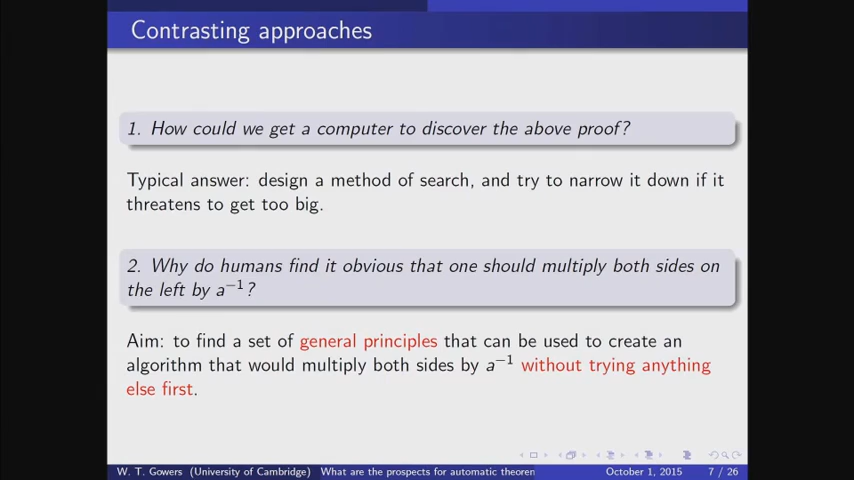 Contrasting approaches
1. How could we get a computer to discover the above proof?
Typical answer: design a method of search, and try to narrow it down if it
threatens to get too big.
2. Why do humans find it obvious that one should multiply both sides on
the left by a⁻¹?
Aim: to find a set of general principles that can be used to create an
algorithm that would multiply both sides by a⁻¹ without trying anything
else first.
W. T. Gowers (University of Cambridge) What are the prospects for automatic theorem October 1, 2015 7 / 26